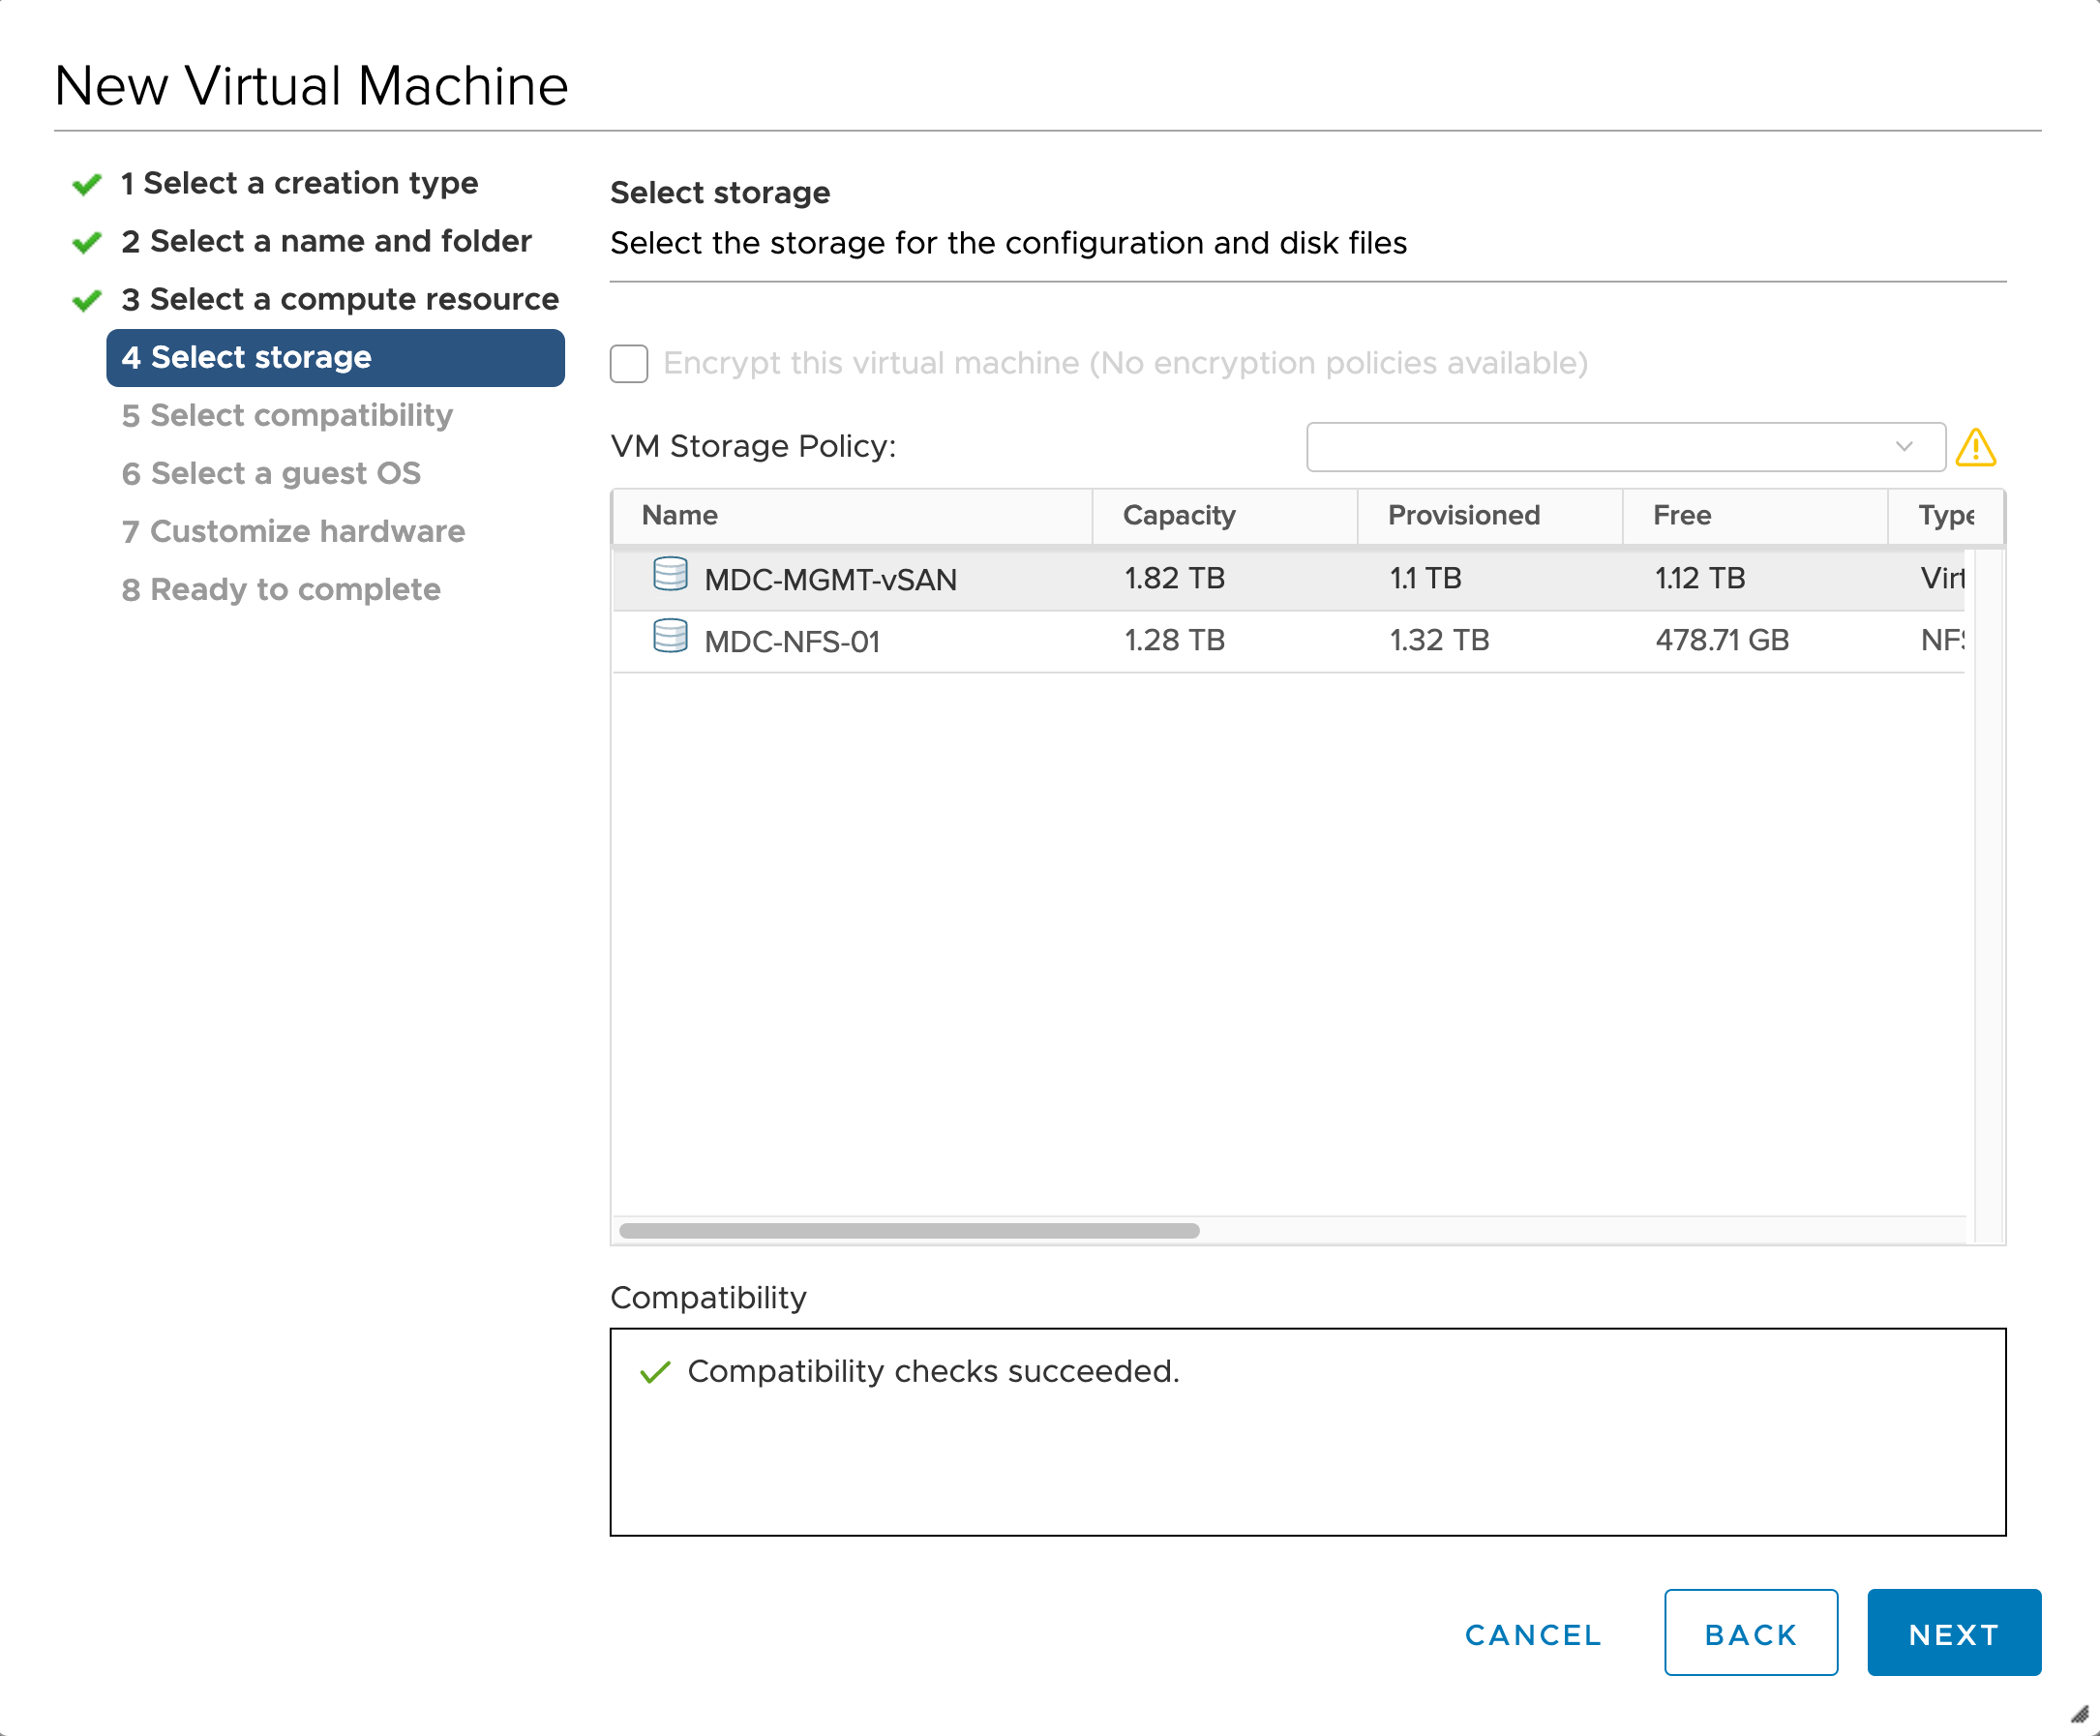 New Virtual Machine
1 Select a creation type
2 Select a name and folder
3 Select a compute resource
4 Select storage
5 Select compatibility
6 Select a guest OS
7 Customize hardware
8 Ready to complete
Select storage
Select the storage for the configuration and disk files
Encrypt this virtual machine (No encryption policies available)
VM Storage Policy:
Name Capacity Provisioned Free Type
MDC-MGMT-vSAN 1.82 TB 1.1 TB 1.12 TB Virt
MDC-NFS-01 1.28 TB 1.32 TB 478.71 GB NFS
Compatibility
Compatibility checks succeeded.
CANCEL BACK NEXT